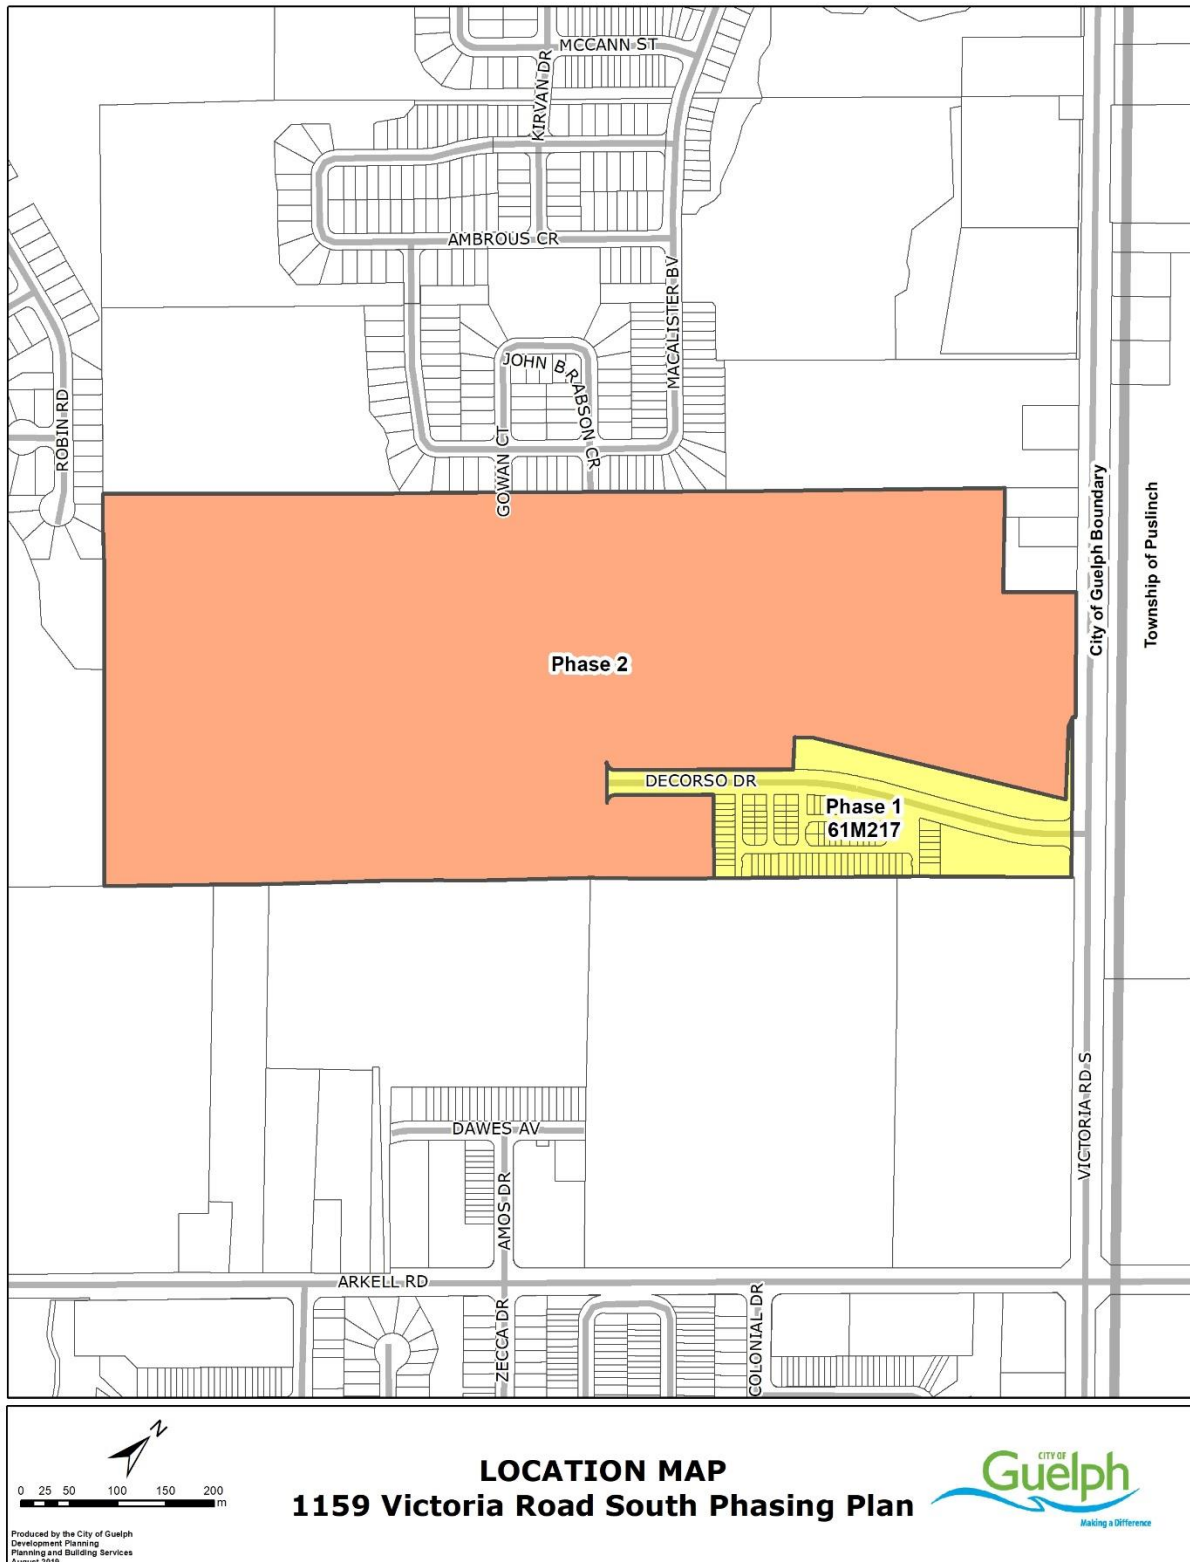 MCCANN ST
KIRVAN DR
AMBROUS CR
MACALISTER BV
JOHN BRABSON CR
GOWAN CT
ROBIN RD
City of Guelph Boundary
Township of Puslinch
Phase 2
DECORSO DR
Phase 1
61M217
VICTORIA RD S
DAWES AV
AMOS DR
ARKELL RD
ZECCA DR
COLONIAL DR
N
0 25 50 100 150 200
m
Produced by the City of Guelph
Development Planning
Planning and Building Services
August 2019
LOCATION MAP
1159 Victoria Road South Phasing Plan
CITY OF
Guelph
Making a Difference